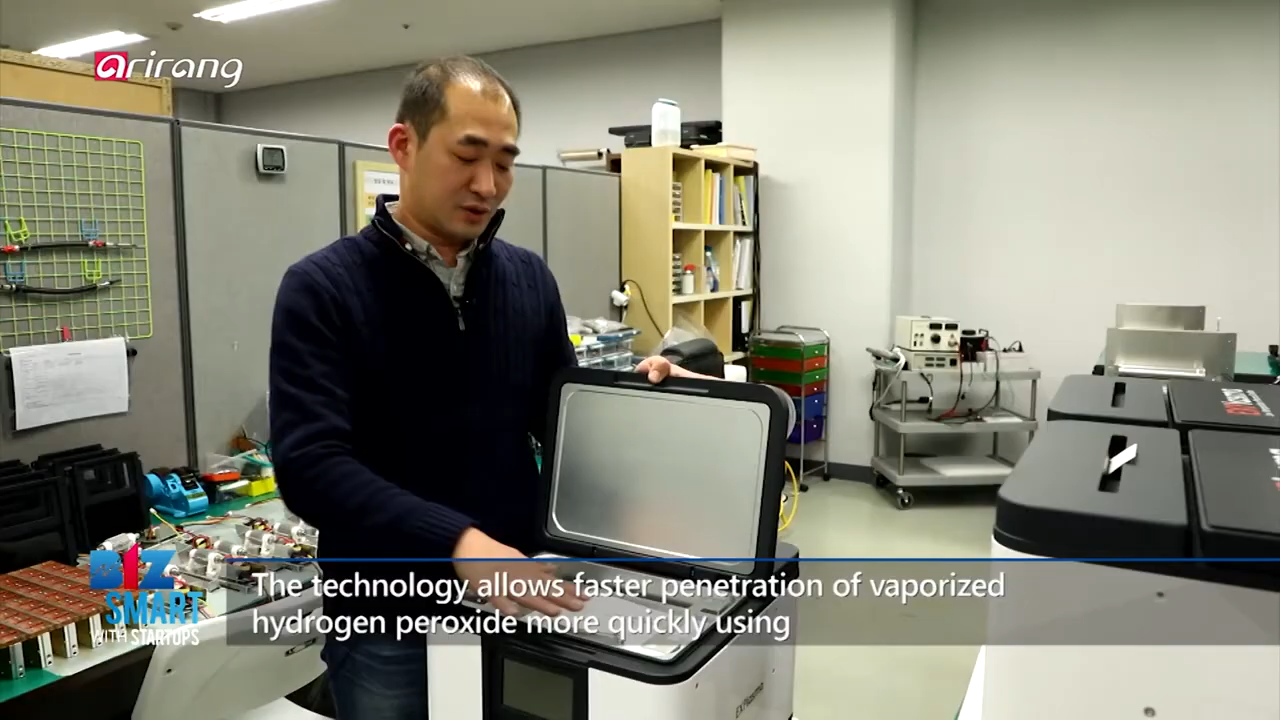 arirang
The technology allows faster penetration of vaporized
hydrogen peroxide more quickly using
BIZ
SMART
WITH STARTUPS